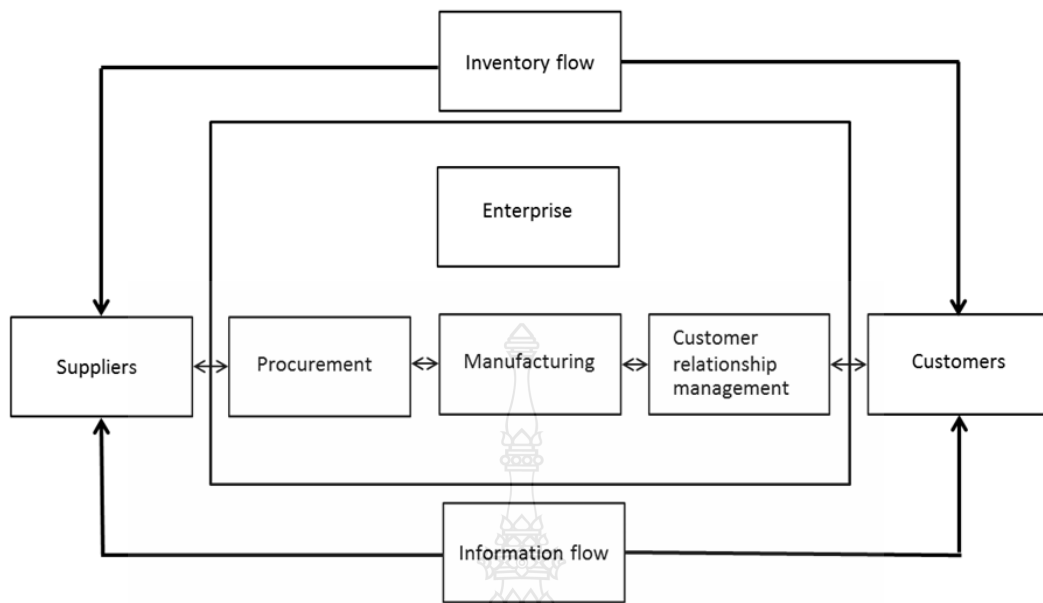 Inventory flow
Enterprise
Suppliers
Procurement
Manufacturing
Customer
relationship
management
Customers
Information flow